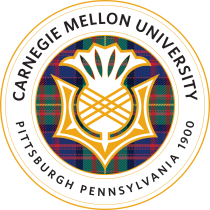 CARNEGIE MELLON UNIVERSITY
PITTSBURGH PENNSYLVANIA 1900